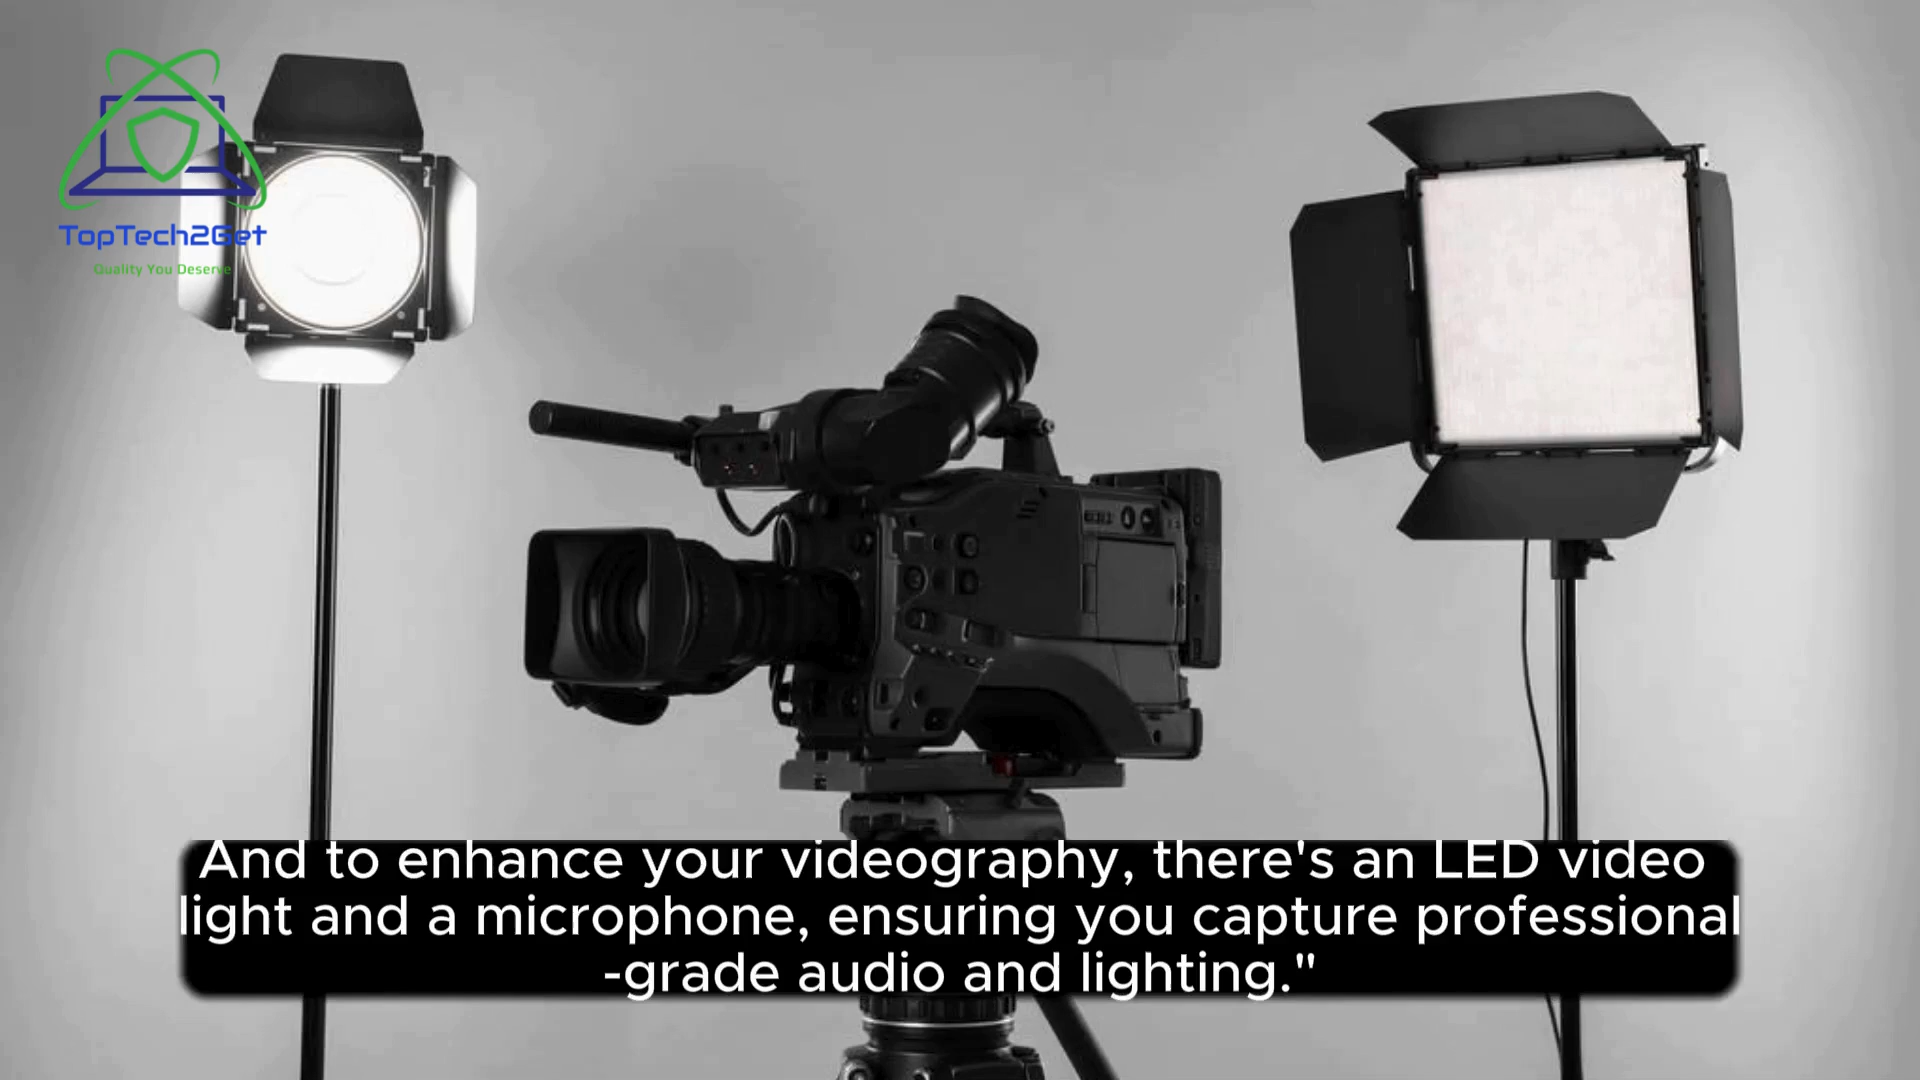 TopTech2Get
Quality You Deserve
And to enhance your videography, there's an LED video
light and a microphone, ensuring you capture professional
-grade audio and lighting."